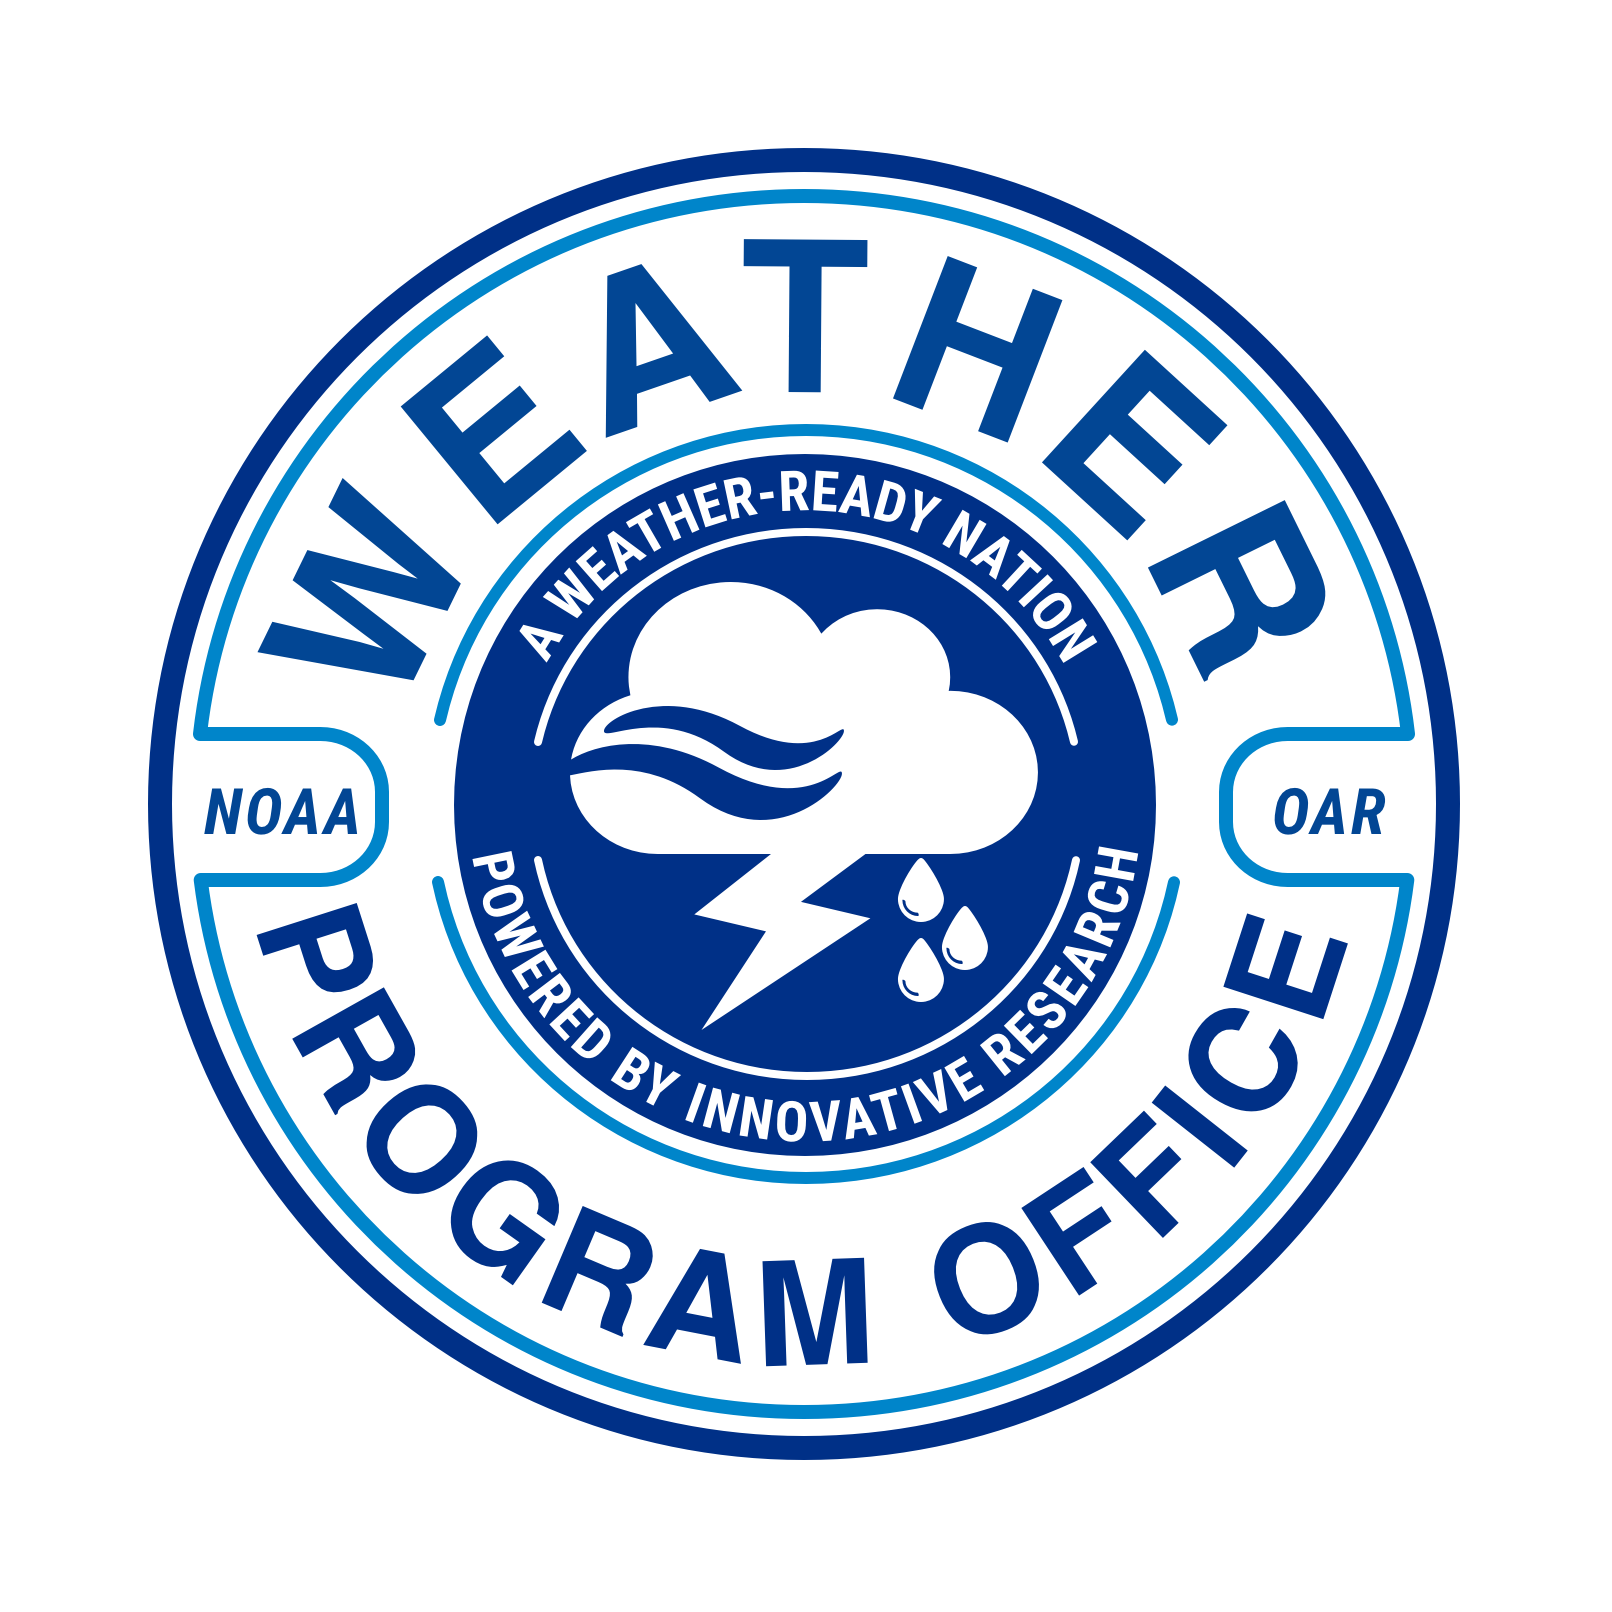 WEATHER
A WEATHER-READY NATION
NOAA
OAR
POWERED BY INNOVATIVE RESEARCH
PROGRAM OFFICE